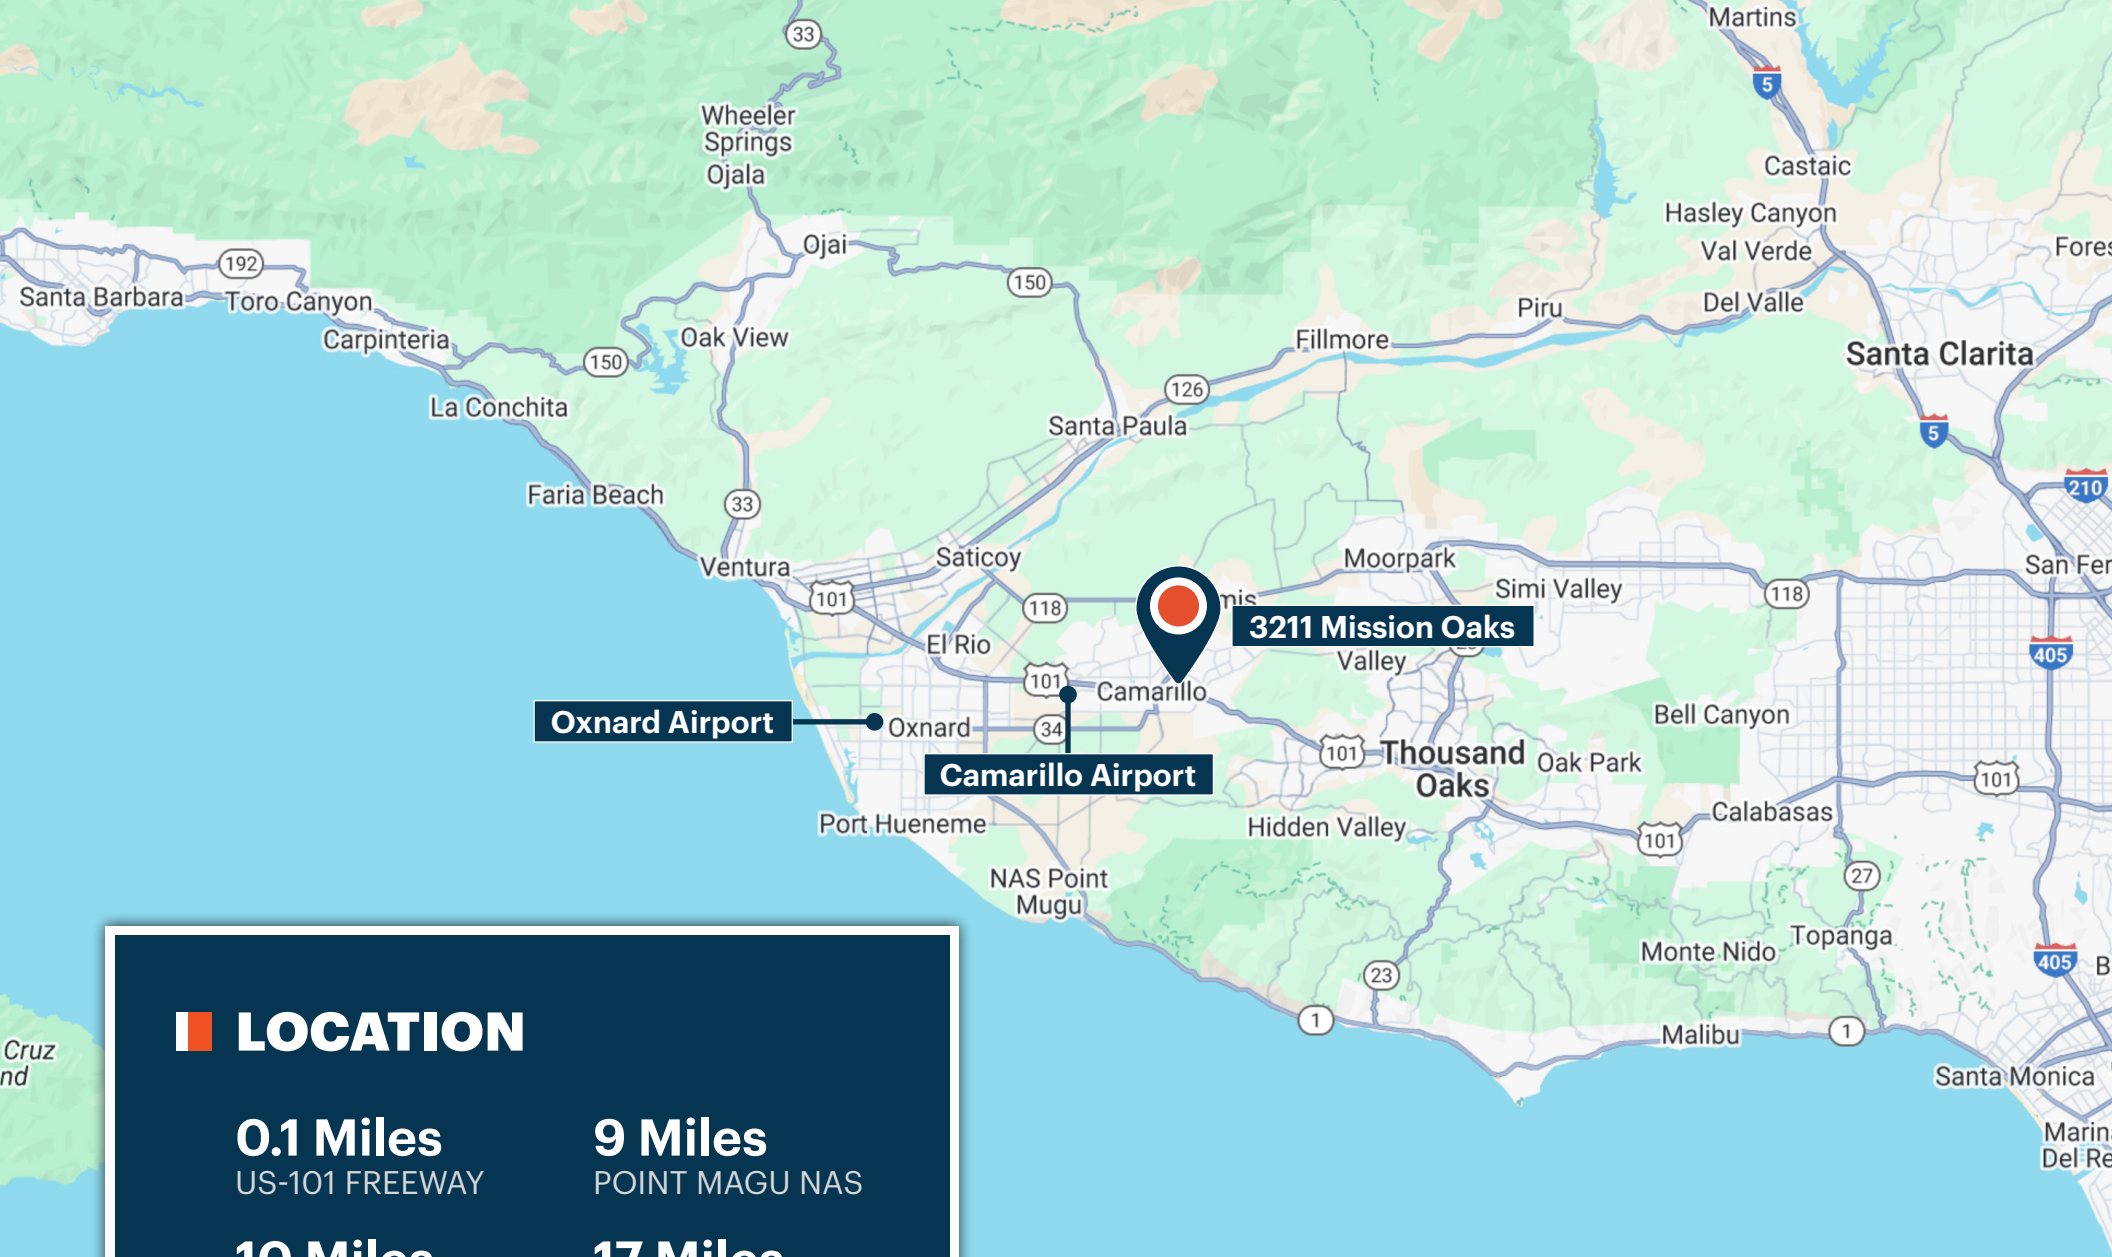 33
Martins
5
Wheeler
Springs
Ojala
Castaic
Hasley Canyon
Val Verde
Ojai
192
150
Santa Barbara
Toro Canyon
Piru
Del Valle
Carpinteria
Oak View
Fillmore
Santa Clarita
150
126
La Conchita
Santa Paula
5
Faria Beach
33
210
Ventura
Saticoy
Moorpark
101
118
Simi Valley
118
3211 Mission Oaks
El Rio
Valley
405
101
Camarillo
Oxnard Airport
Oxnard
34
Bell Canyon
101
Thousand
Oaks
Oak Park
Camarillo Airport
101
Port Hueneme
Hidden Valley
Calabasas
101
NAS Point
Mugu
27
Topanga
Monte Nido
405
23
1
Malibu
1
LOCATION
Cruz
Santa Monica
0.1 Miles
US-101 FREEWAY
9 Miles
POINT MAGU NAS
10 Miles
17 Miles